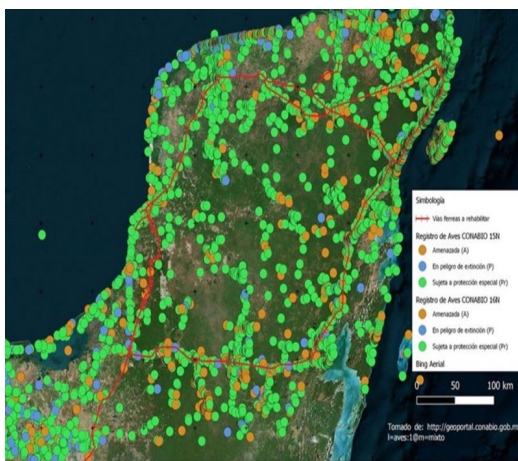 Simbología
Vías ferreas a rehabilitar
Registro de Aves CONABIO 15N
Amenazada (A)
En peligro de extinción (P)
Sujeta a protección especial (Pr)
Registro de Aves CONABIO 16N
Amenazada (A)
En peligro de extinción (P)
Sujeta a protección especial (Pr)
Bing Aerial
0 50 100 km
Tomado de: http://geoportal.conabio.gob.m
l=aves:1@m=mixto